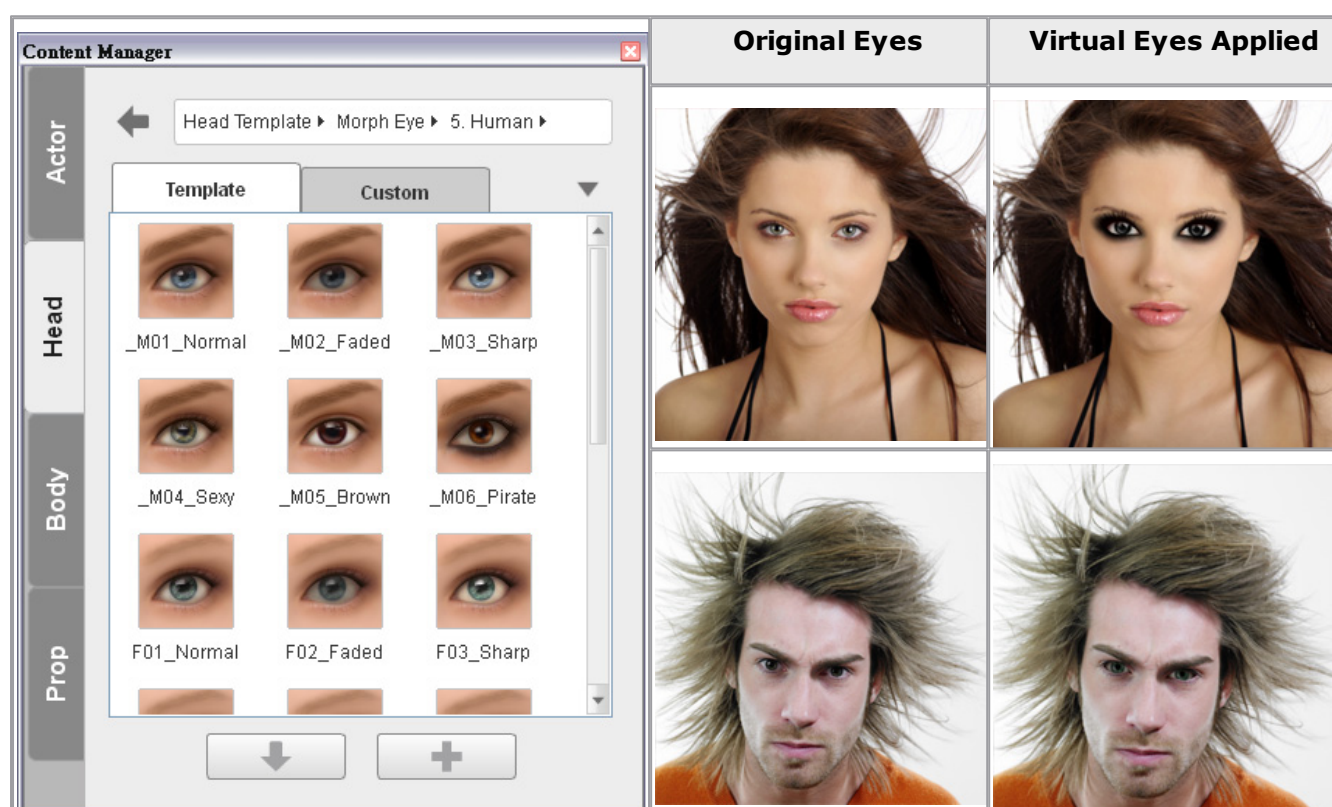 Content Manager
Actor
Head
Body
Prop
Head Template Morph Eye 5. Human
Template Custom
_M01_Normal _M02_Faded _M03_Sharp
_M04_Sexy _M05_Brown _M06_Pirate
F01_Normal F02_Faded F03_Sharp
Original Eyes Virtual Eyes Applied